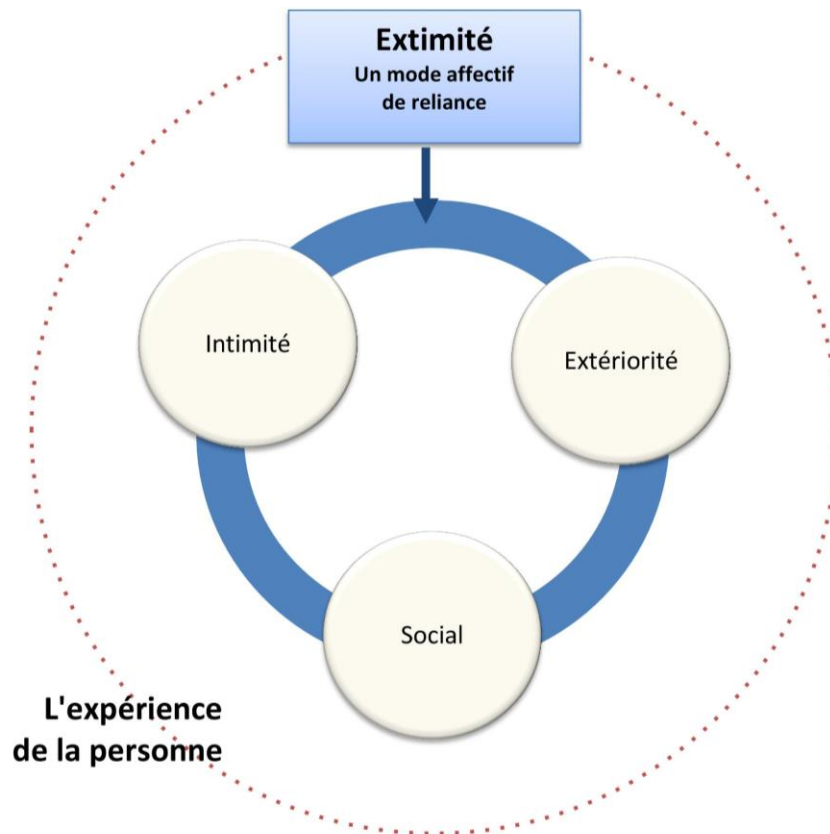 Extimité
Un mode affectif
de reliance
Intimité
Extériorité
Social
L'expérience
de la personne